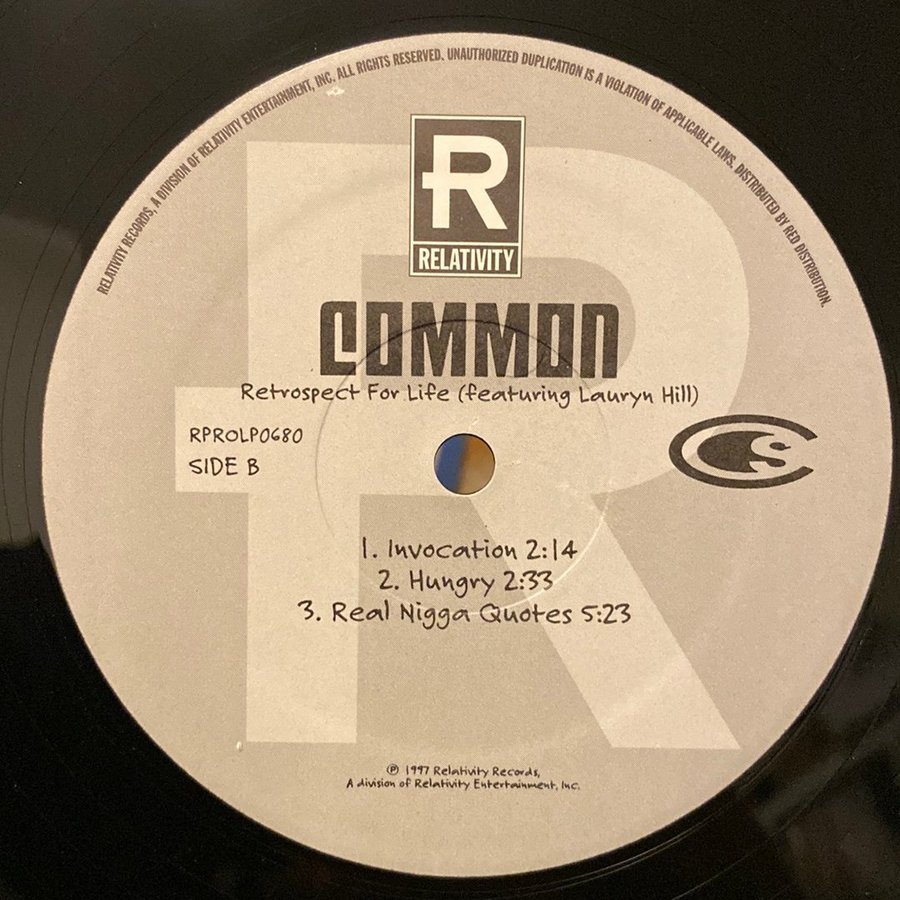 RELATIVITY RECORDS, A DIVISION OF RELATIVITY ENTERTAINMENT, INC. ALL RIGHTS RESERVED. UNAUTHORIZED DUPLICATION IS A VIOLATION OF APPLICABLE LAWS. DISTRIBUTED BY RED DISTRIBUTION.
R
RELATIVITY
COMMON
Retrospect For Life (featuring Lauryn Hill)
RPROLP0680
SIDE B
CS
1. Invocation 2:14
2. Hungry 2:33
3. Real Nigga Quotes 5:23
℗ 1997 Relativity Records,
A division of Relativity Entertainment, Inc.